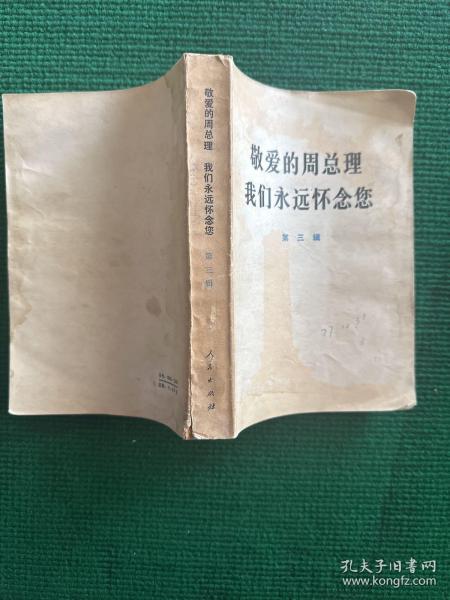 敬爱的周总理
我们永远怀念您
第三辑
敬爱的周总理 我们永远怀念您 第三辑
人民出版社
孔夫子旧书网
www.kongfz.com